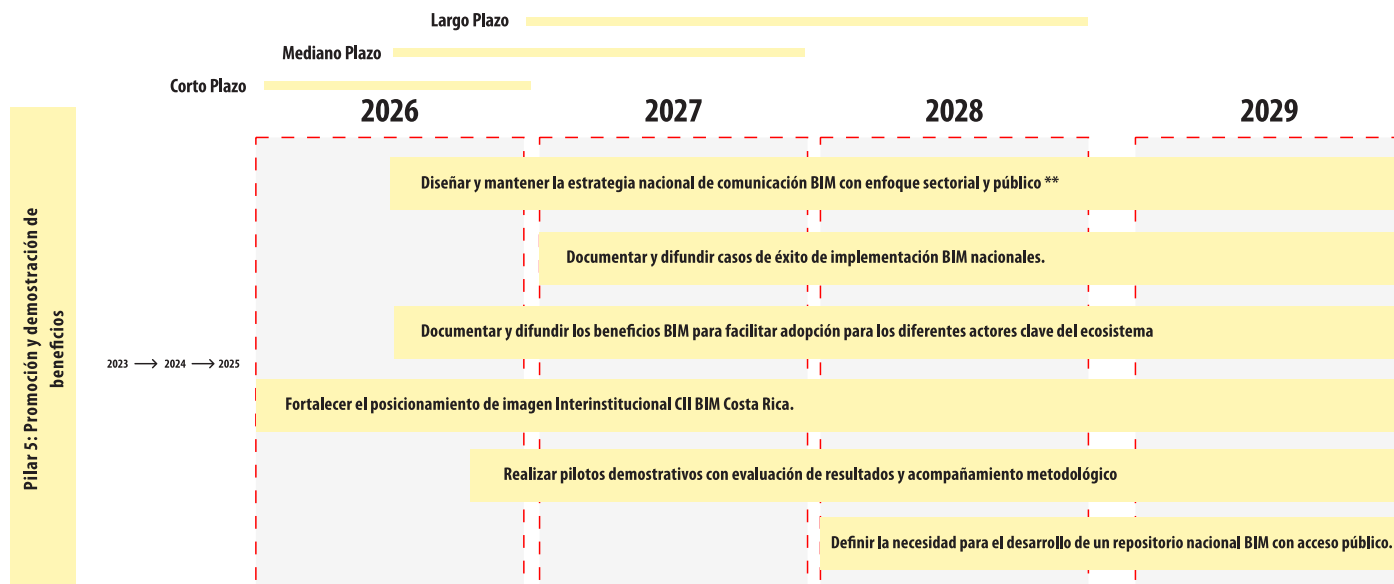 Largo Plazo
Mediano Plazo
Corto Plazo
2026
2027
2028
2029
Pilar 5: Promoción y demostración de
beneficios
2023 → 2024 → 2025
Diseñar y mantener la estrategia nacional de comunicación BIM con enfoque sectorial y público **
Documentar y difundir casos de éxito de implementación BIM nacionales.
Documentar y difundir los beneficios BIM para facilitar adopción para los diferentes actores clave del ecosistema
Fortalecer el posicionamiento de imagen Interinstitucional CII BIM Costa Rica.
Realizar pilotos demostrativos con evaluación de resultados y acompañamiento metodológico
Definir la necesidad para el desarrollo de un repositorio nacional BIM con acceso público.